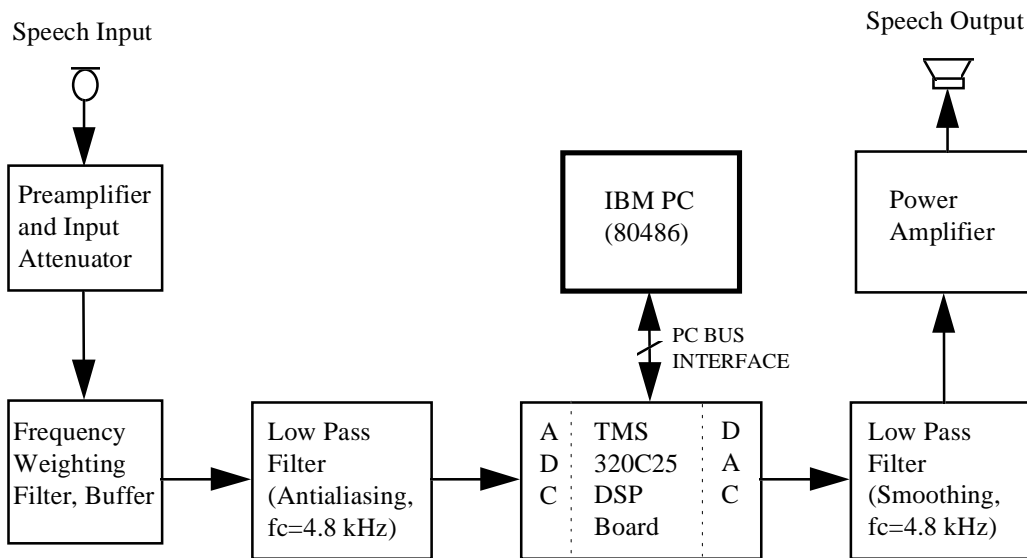 Speech Input
Speech Output
Preamplifier
and Input
Attenuator
IBM PC
(80486)
Power
Amplifier
PC BUS
INTERFACE
Frequency
Weighting
Filter, Buffer
Low Pass
Filter
(Antialiasing,
fc=4.8 kHz)
A
D
C
TMS
320C25
DSP
Board
D
A
C
Low Pass
Filter
(Smoothing,
fc=4.8 kHz)